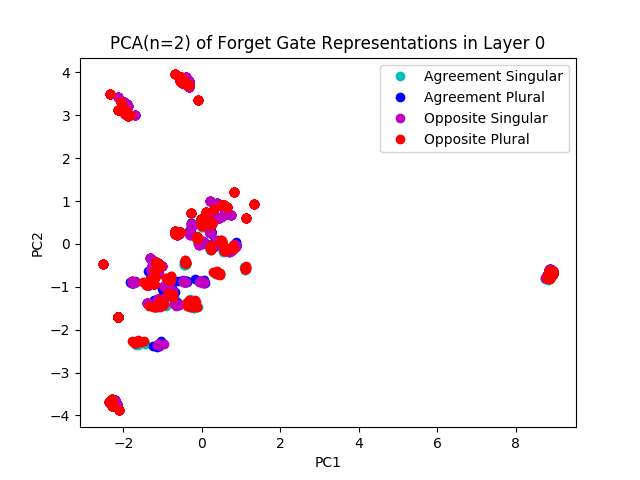 PCA(n=2) of Forget Gate Representations in Layer 0
Agreement Singular
Agreement Plural
Opposite Singular
Opposite Plural
4
3
2
1
0
−1
−2
−3
−4
PC2
−2
0
2
4
6
8
PC1